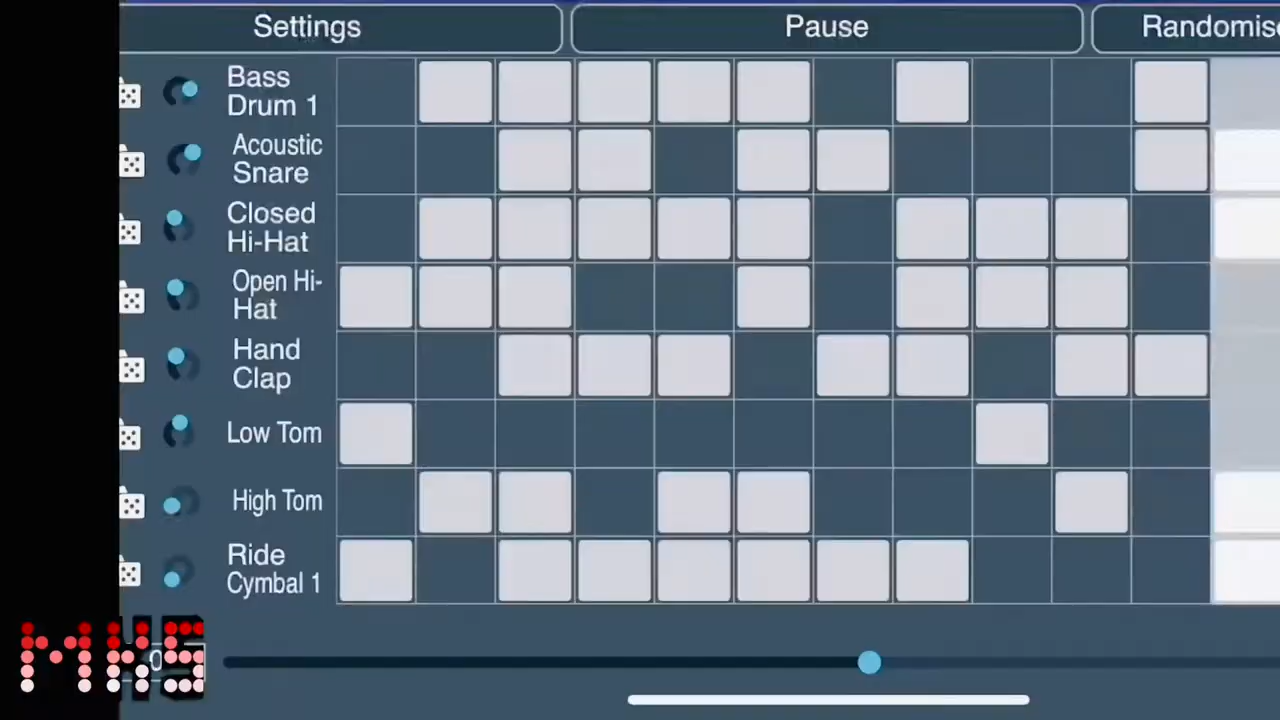 Settings
Pause
Randomise
Bass
Drum 1
Acoustic
Snare
Closed
Hi-Hat
Open Hi-
Hat
Hand
Clap
Low Tom
High Tom
Ride
Cymbal 1
MKS